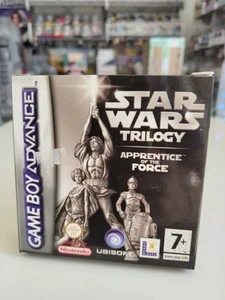 GAME BOY ADVANCE
STAR
WARS
TRILOGY
APPRENTICE
OF THE
FORCE
Nintendo
UBISOFT
7+